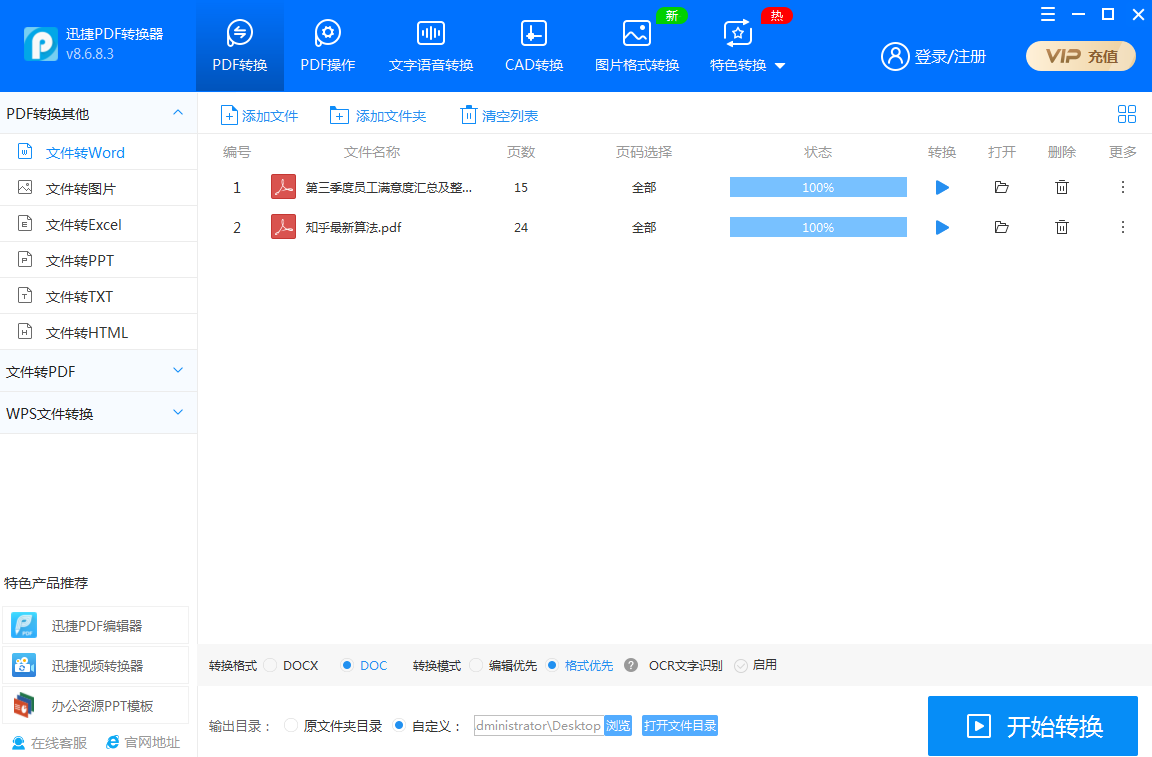 迅捷PDF转换器
v8.6.8.3
PDF转换
PDF操作
文字语音转换
CAD转换
图片格式转换
新
特色转换
热
登录/注册
VIP 充值
PDF转换其他
文件转Word
文件转图片
文件转Excel
文件转PPT
文件转TXT
文件转HTML
文件转PDF
WPS文件转换
特色产品推荐
迅捷PDF编辑器
迅捷视频转换器
办公资源PPT模板
在线客服 官网地址
添加文件 添加文件夹 清空列表
编号 文件名称 页数 页码选择 状态 转换 打开 删除 更多
1 第三季度员工满意度汇总及整... 15 全部 100%
2 知乎最新算法.pdf 24 全部 100%
转换格式 DOCX DOC 转换模式 编辑优先 格式优先 ? OCR文字识别 启用
输出目录： 原文件夹目录 自定义： dministrator\Desktop 浏览 打开文件目录
开始转换